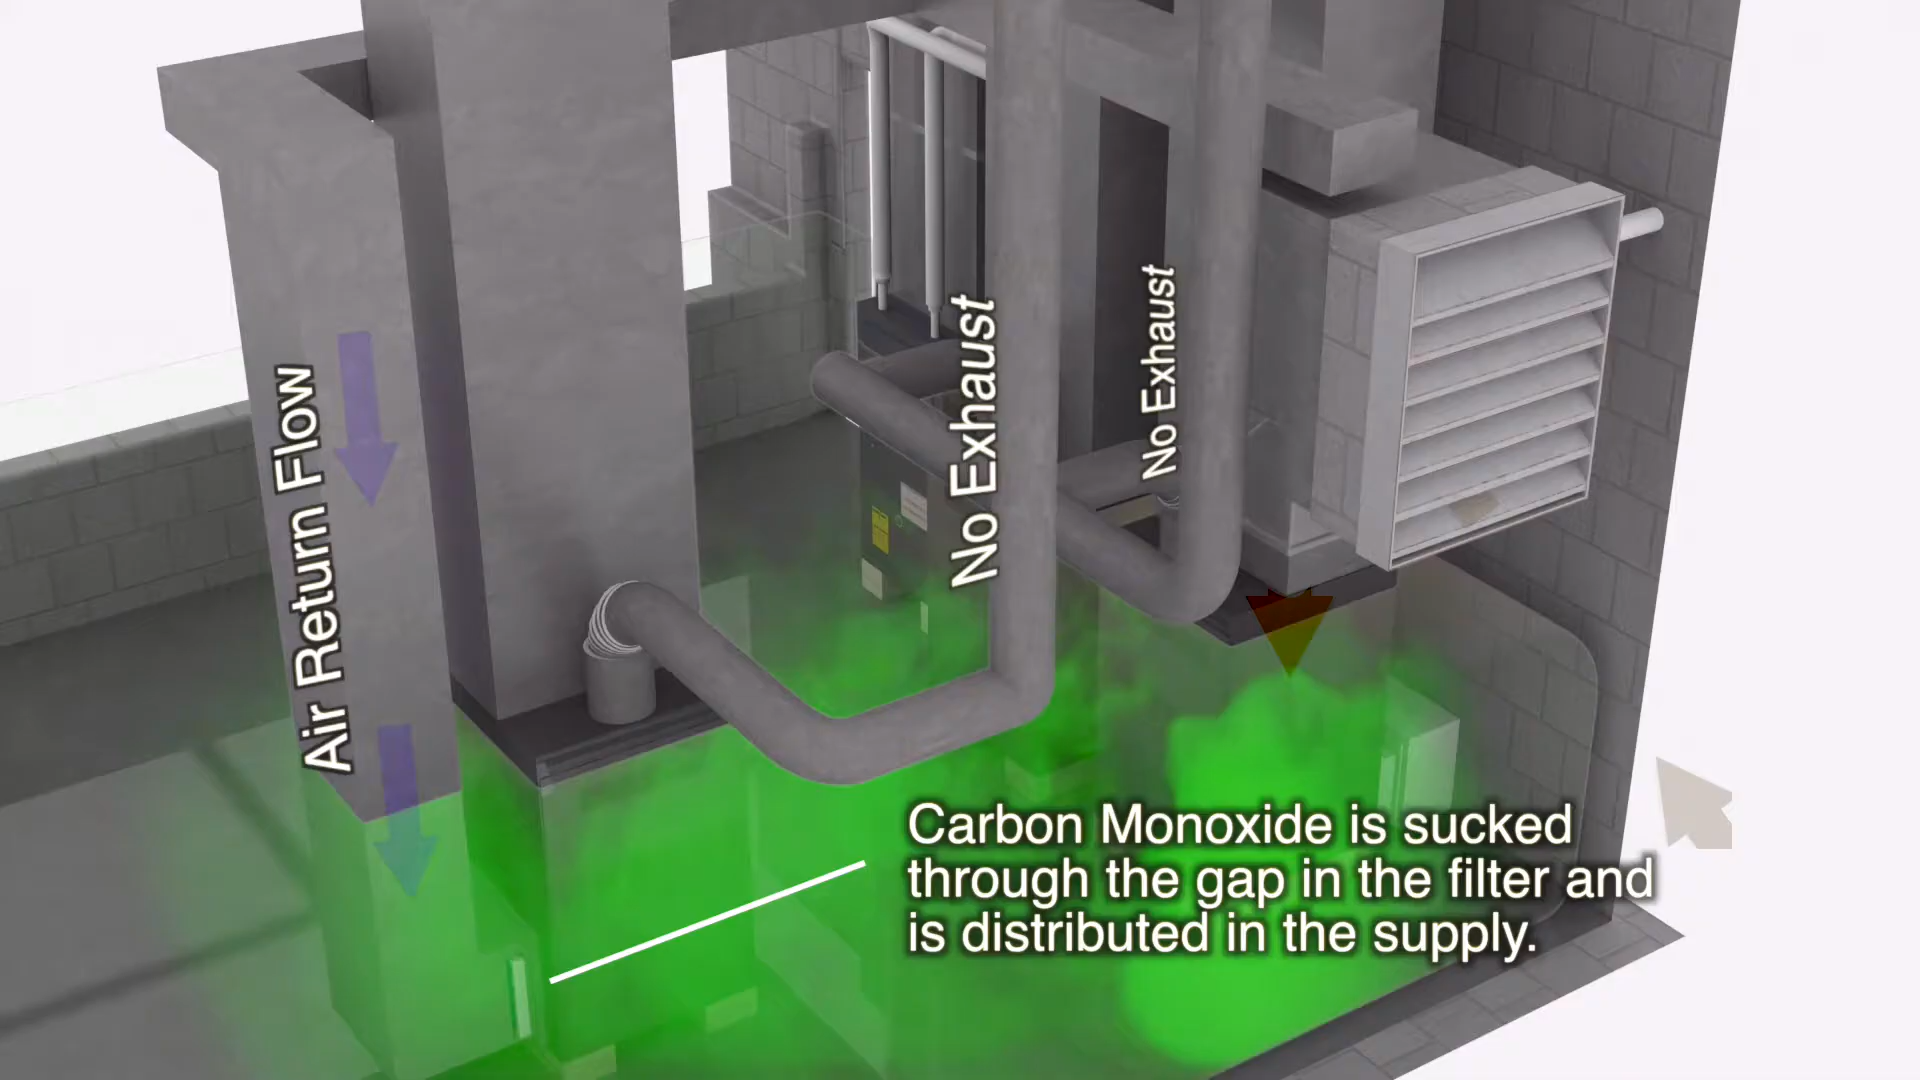 Air Return Flow
No Exhaust
No Exhaust
Carbon Monoxide is sucked
through the gap in the filter and
is distributed in the supply.